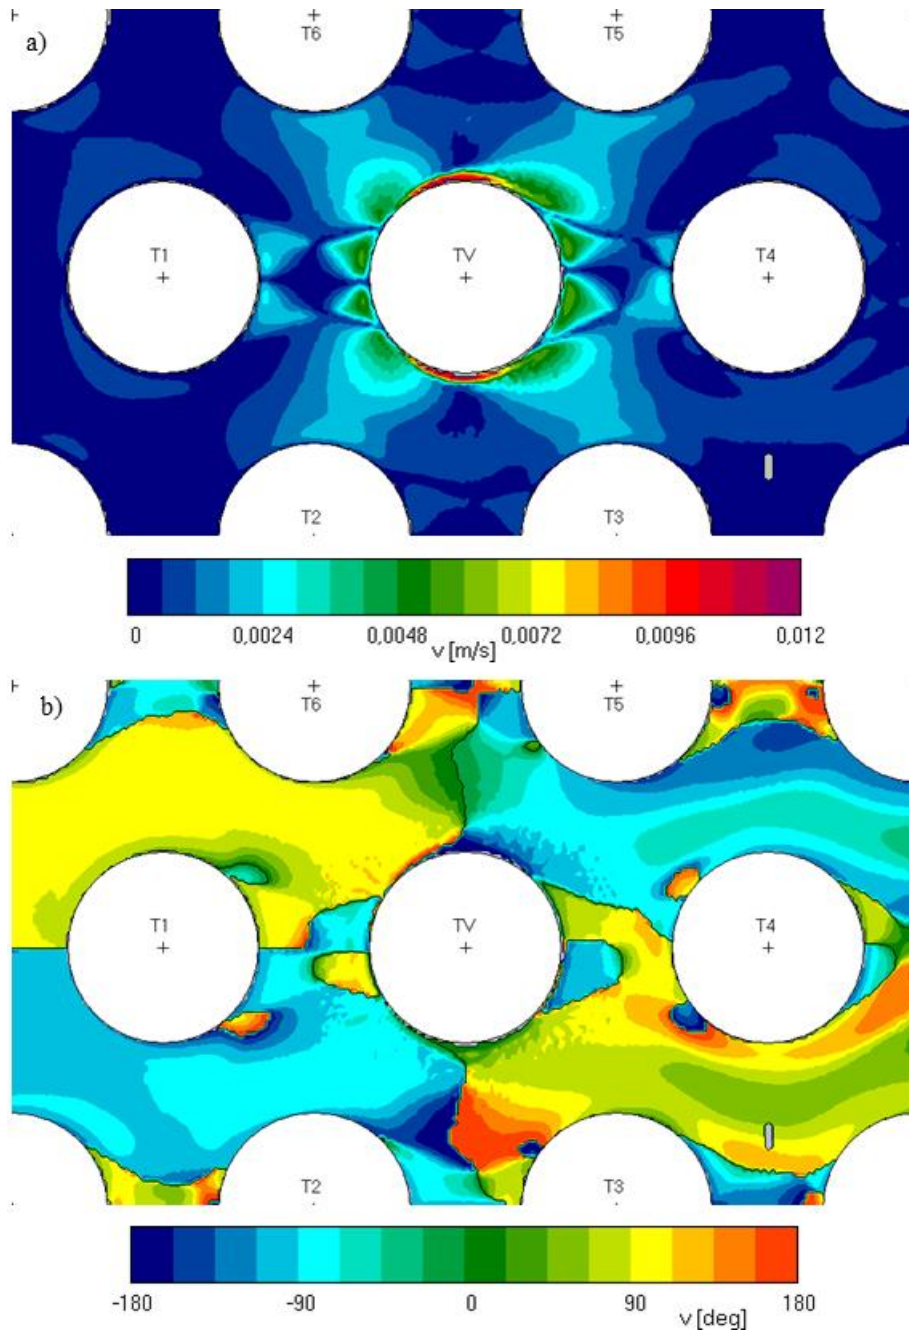 a)
T6 T5
T1 TV T4
T2 T3
0 0,0024 0,0048 0,0072 0,0096 0,012
v [m/s]
b)
T6 T5
T1 TV T4
T2 T3
-180 -90 0 90 180
v [deg]